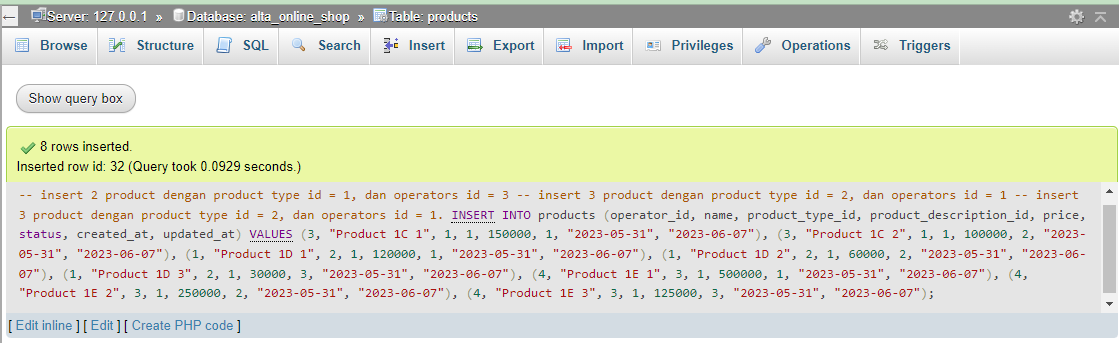 Server: 127.0.0.1 » Database: alta_online_shop » Table: products
Browse Structure SQL Search Insert Export Import Privileges Operations Triggers
Show query box
8 rows inserted.
Inserted row id: 32 (Query took 0.0929 seconds.)
-- insert 2 product dengan product type id = 1, dan operators id = 3 -- insert 3 product dengan product type id = 2, dan operators id = 1 -- insert
3 product dengan product type id = 2, dan operators id = 1. INSERT INTO products (operator_id, name, product_type_id, product_description_id, price,
status, created_at, updated_at) VALUES (3, "Product 1C 1", 1, 1, 150000, 1, "2023-05-31", "2023-06-07"), (3, "Product 1C 2", 1, 1, 100000, 2, "2023-
05-31", "2023-06-07"), (1, "Product 1D 1", 2, 1, 120000, 1, "2023-05-31", "2023-06-07"), (1, "Product 1D 2", 2, 1, 60000, 2, "2023-05-31", "2023-06-
07"), (1, "Product 1D 3", 2, 1, 30000, 3, "2023-05-31", "2023-06-07"), (4, "Product 1E 1", 3, 1, 500000, 1, "2023-05-31", "2023-06-07"), (4,
"Product 1E 2", 3, 1, 250000, 2, "2023-05-31", "2023-06-07"), (4, "Product 1E 3", 3, 1, 125000, 3, "2023-05-31", "2023-06-07");
[ Edit inline ] [ Edit ] [ Create PHP code ]